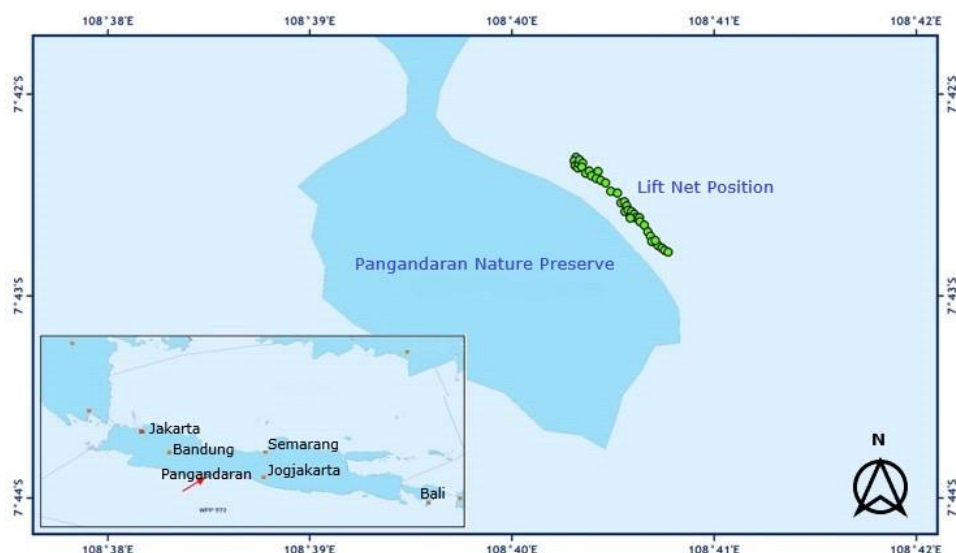 108°38'E 108°39'E 108°40'E 108°41'E 108°42'E
7°42'S 7°42'S
Lift Net Position
Pangandaran Nature Preserve
7°43'S 7°43'S
Jakarta
Bandung
Semarang
Pangandaran
Jogjakarta
Bali
WPP 573
N
7°44'S 7°44'S
108°38'E 108°39'E 108°40'E 108°41'E 108°42'E